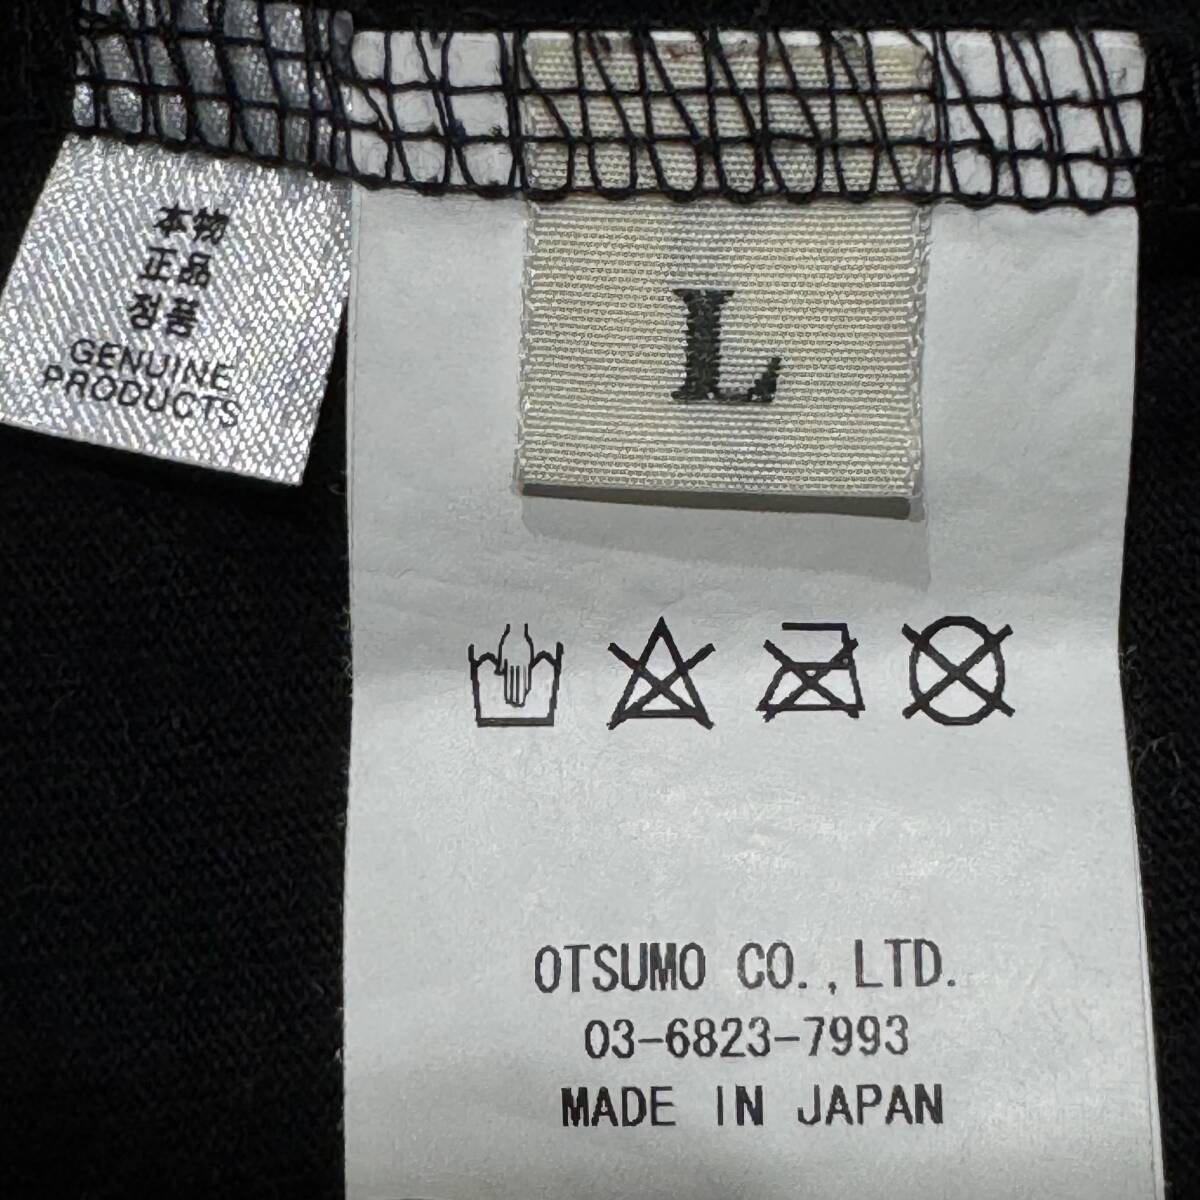 本物
正品
정품
GENUINE
PRODUCTS
L
OTSUMO CO.,LTD.
03-6823-7993
MADE IN JAPAN